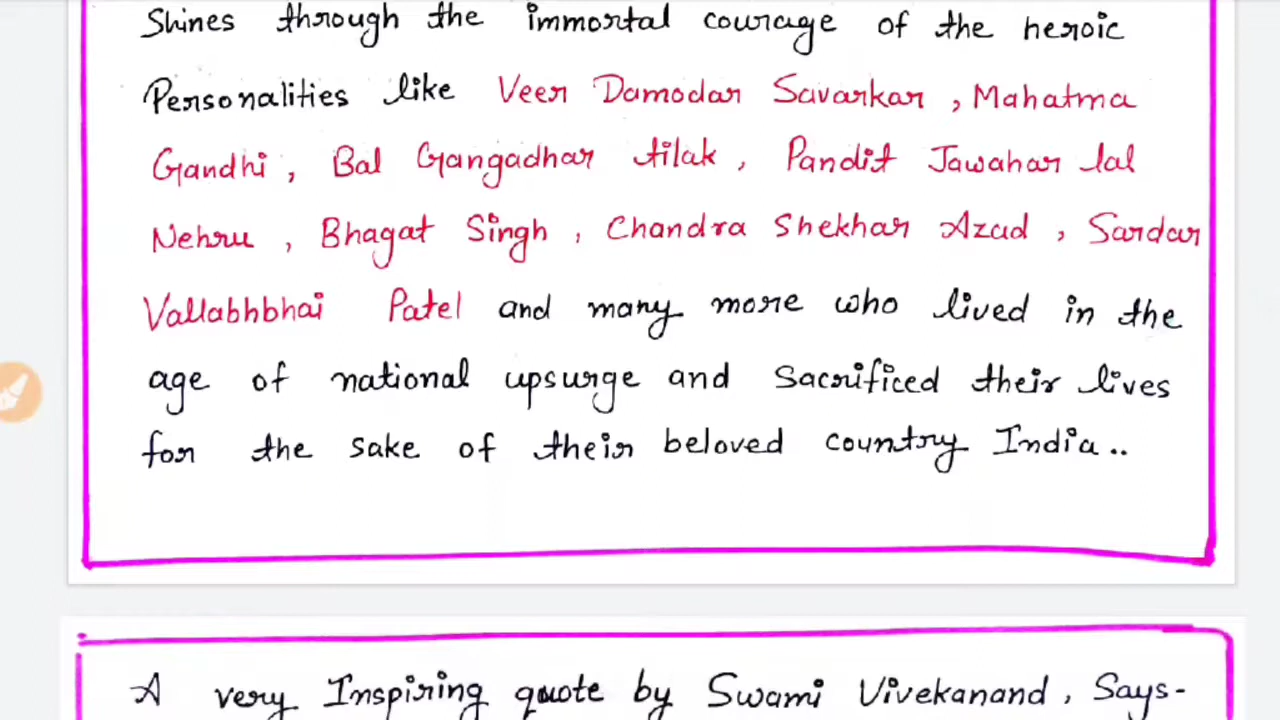 Shines through the immortal courage of the heroic
Personalities like Veer Damodar Savarkar, Mahatma
Gandhi, Bal Gangadhar tilak, Pandit Jawahar lal
Nehru, Bhagat Singh, Chandra Shekhar Azad, Sardar
Vallabhbhai Patel and many more who lived in the
age of national upsurge and Sacrificed their lives
for the sake of their beloved country India..
A very Inspiring quote by Swami Vivekanand, Says-